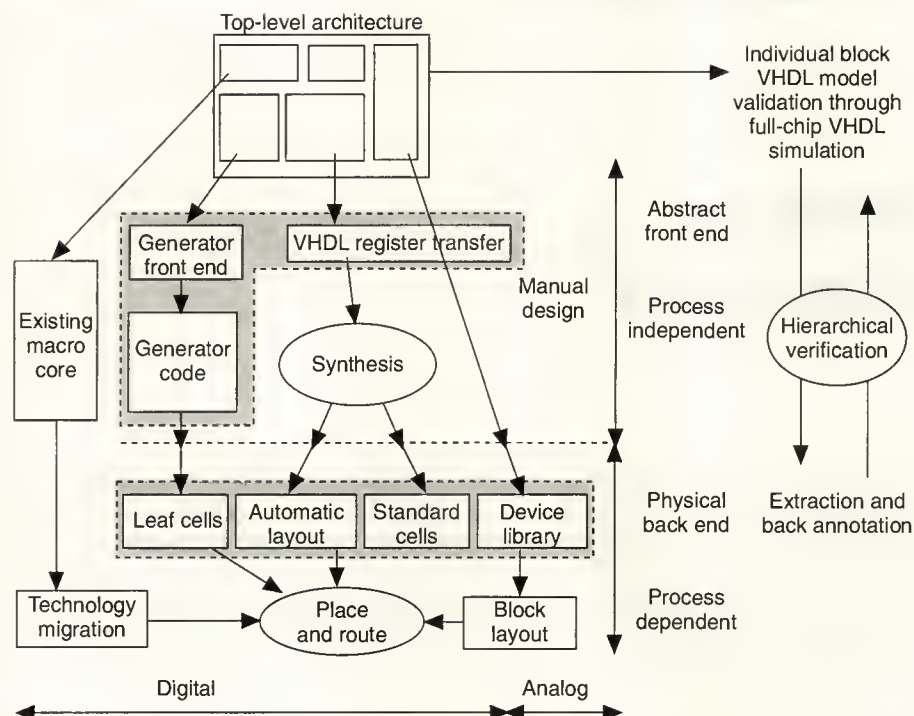 Top-level architecture
Individual block
VHDL model
validation through
full-chip VHDL
simulation
Abstract
front end
Generator
front end
VHDL register transfer
Manual
design
Process
independent
Existing
macro
core
Generator
code
Synthesis
Hierarchical
verification
Leaf cells
Automatic
layout
Standard
cells
Device
library
Physical
back end
Extraction and
back annotation
Technology
migration
Place
and route
Block
layout
Process
dependent
Digital
Analog